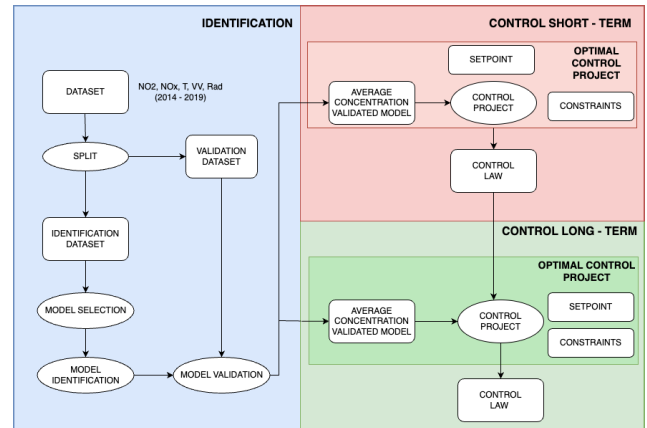 IDENTIFICATION
DATASET
NO2, NOx, T, VV, Rad
(2014 - 2019)
SPLIT
VALIDATION
DATASET
IDENTIFICATION
DATASET
MODEL SELECTION
MODEL
IDENTIFICATION
MODEL VALIDATION
CONTROL SHORT - TERM
OPTIMAL
CONTROL
PROJECT
SETPOINT
AVERAGE
CONCENTRATION
VALIDATED MODEL
CONTROL
PROJECT
CONSTRAINTS
CONTROL
LAW
CONTROL LONG - TERM
OPTIMAL CONTROL
PROJECT
SETPOINT
AVERAGE
CONCENTRATION
VALIDATED MODEL
CONTROL
PROJECT
CONSTRAINTS
CONTROL
LAW